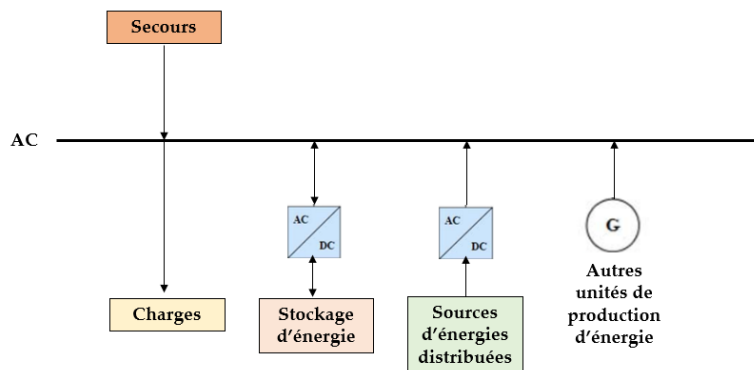 Secours
AC
AC
DC
AC
DC
G
Charges
Stockage
d'énergie
Sources
d'énergies
distribuées
Autres
unités de
production
d'énergie